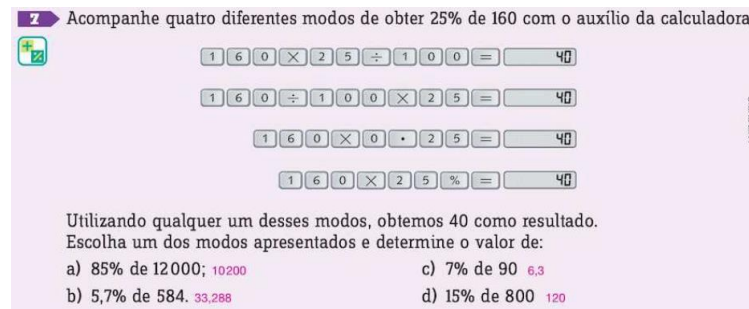 7 Acompanhe quatro diferentes modos de obter 25% de 160 com o auxílio da calculadora
1 6 0 × 2 5 ÷ 1 0 0 = 40
1 6 0 ÷ 1 0 0 × 2 5 = 40
1 6 0 × 0 . 2 5 = 40
1 6 0 × 2 5 % = 40
Utilizando qualquer um desses modos, obtemos 40 como resultado.
Escolha um dos modos apresentados e determine o valor de:
a) 85% de 12000; 10200
c) 7% de 90 6,3
b) 5,7% de 584. 33,288
d) 15% de 800 120